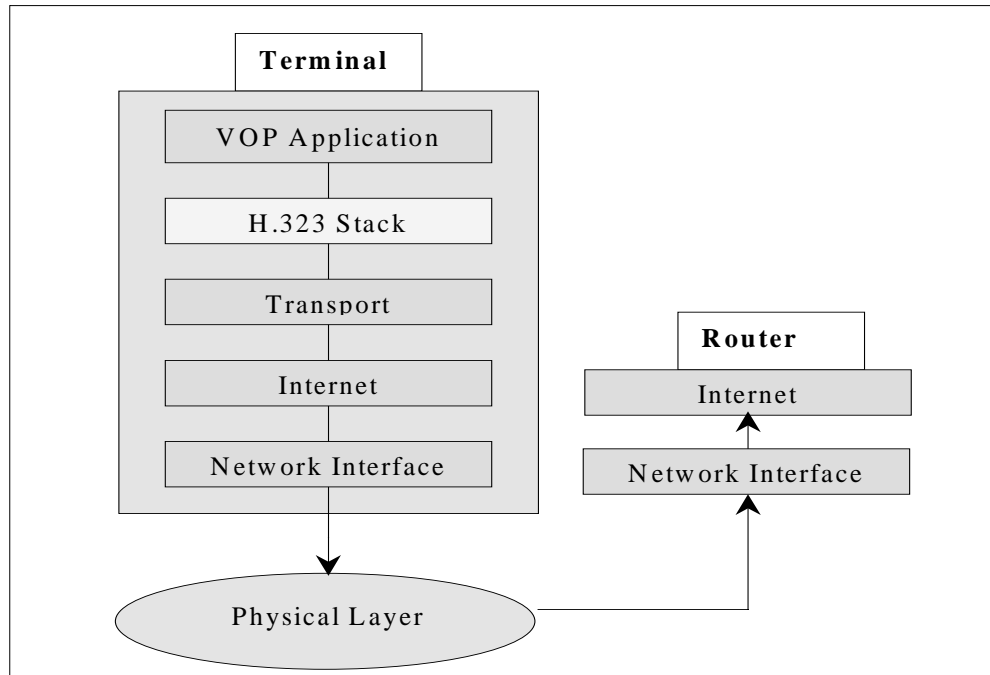 Terminal
VOP Application
H.323 Stack
Transport
Internet
Network Interface
Physical Layer
Router
Internet
Network Interface